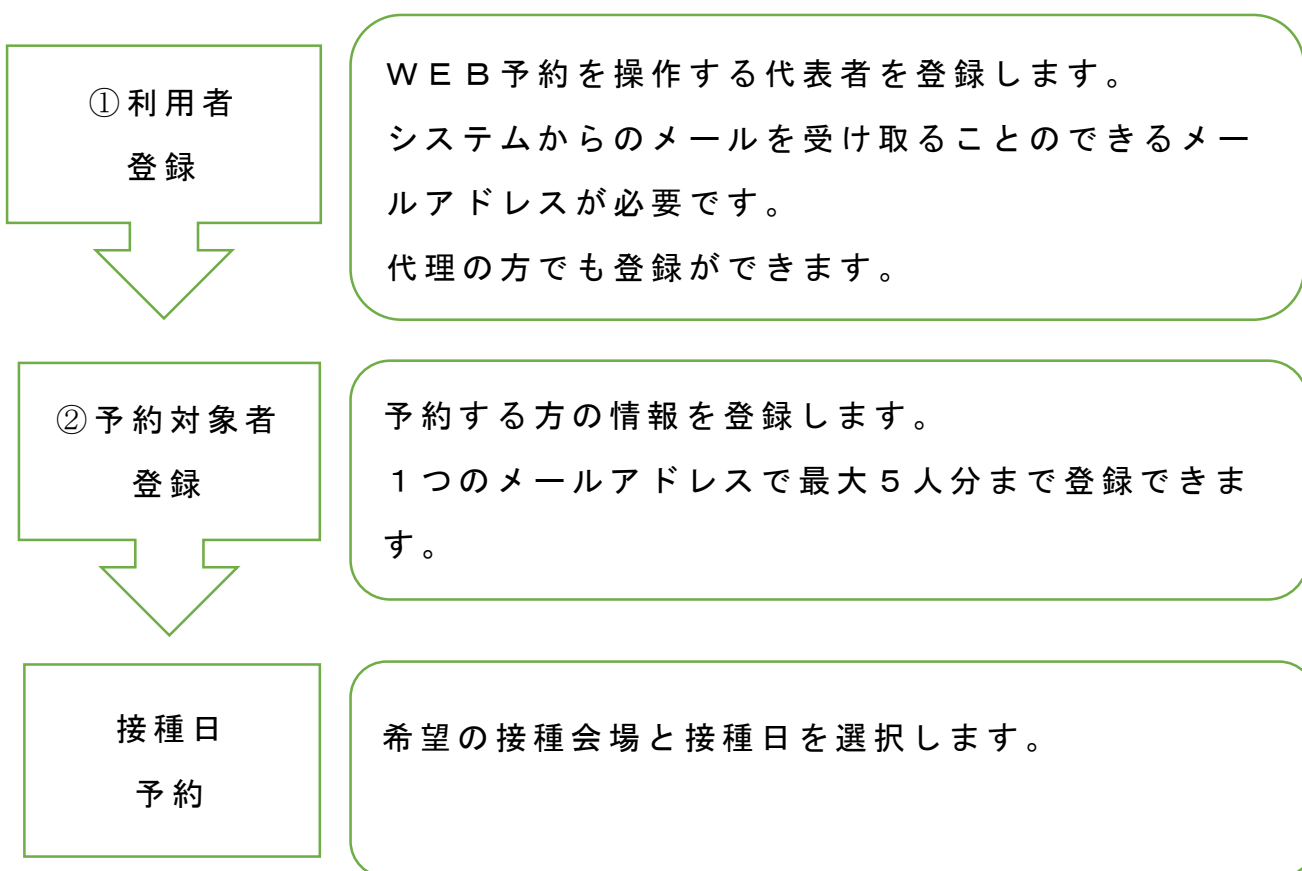 ①利用者
登録
ＷＥＢ予約を操作する代表者を登録します。
システムからのメールを受け取ることのできるメー
ルアドレスが必要です。
代理の方でも登録ができます。
②予約対象者
登録
予約する方の情報を登録します。
１つのメールアドレスで最大５人分まで登録できま
す。
接種日
予約
希望の接種会場と接種日を選択します。